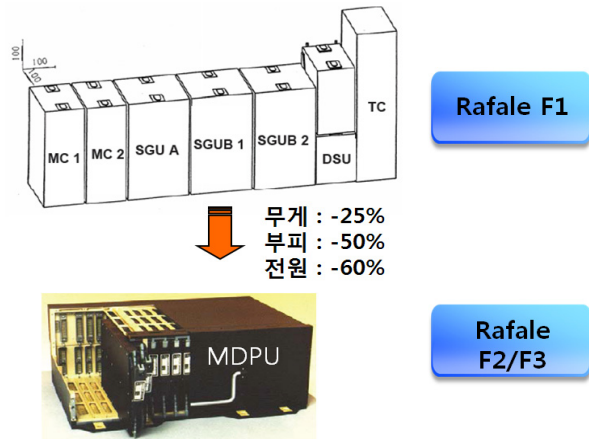 100
100
100
MC 1
MC 2
SGU A
SGUB 1
SGUB 2
DSU
TC
Rafale F1
무게 : -25%
부피 : -50%
전원 : -60%
MDPU
Rafale
F2/F3